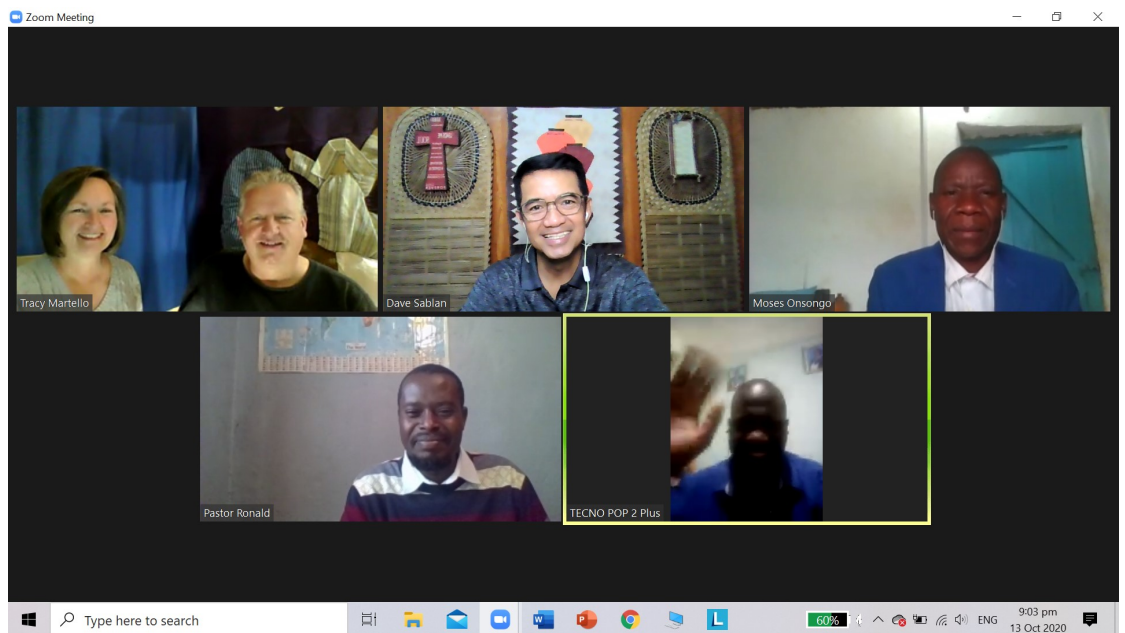 Zoom Meeting
Tracy Martello
Dave Sablan
Moses Onsongo
Pastor Ronald
TECNO POP 2 Plus
Type here to search
W
P
L
60%
ENG
9:03 pm
13 Oct 2020